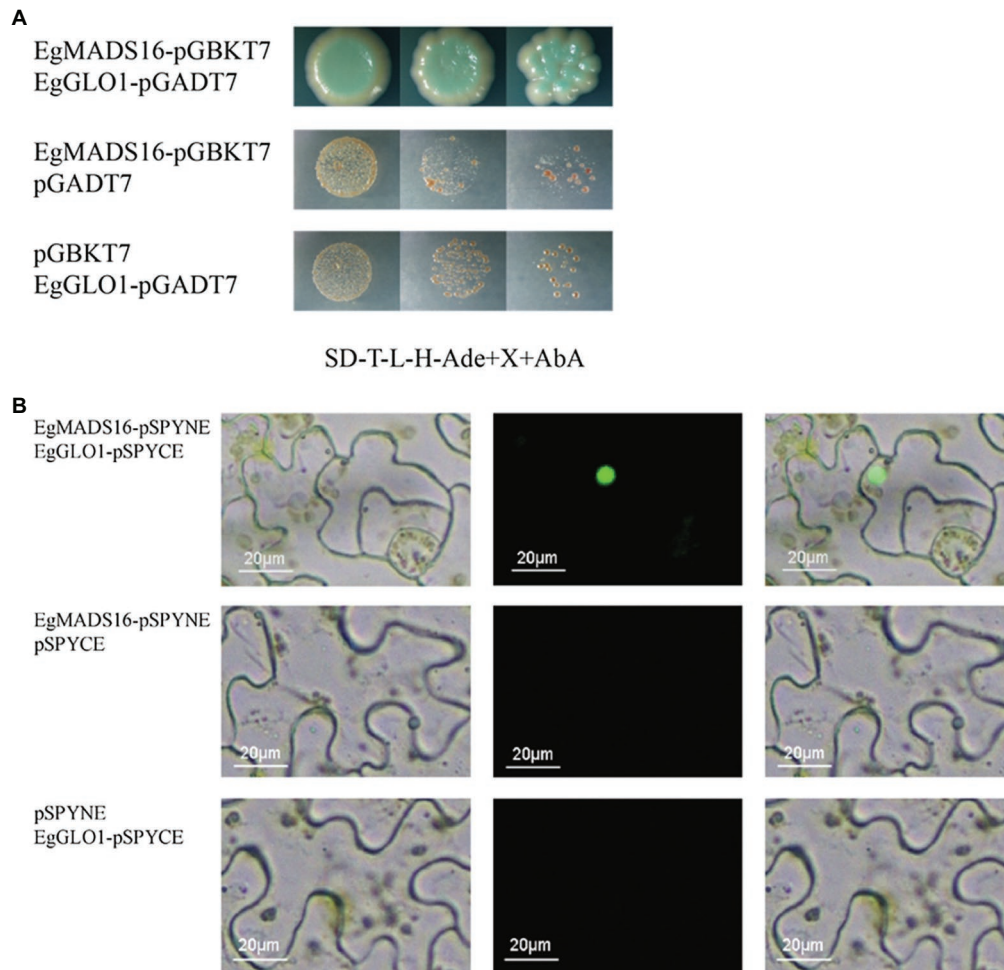 A
EgMADS16-pGBKT7
EgGLO1-pGADT7
EgMADS16-pGBKT7
pGADT7
pGBKT7
EgGLO1-pGADT7
SD-T-L-H-Ade+X+AbA
B
EgMADS16-pSPYNE
EgGLO1-pSPYCE
20μm
20μm
20μm
EgMADS16-pSPYNE
pSPYCE
20μm
20μm
20μm
pSPYNE
EgGLO1-pSPYCE
20μm
20μm
20μm